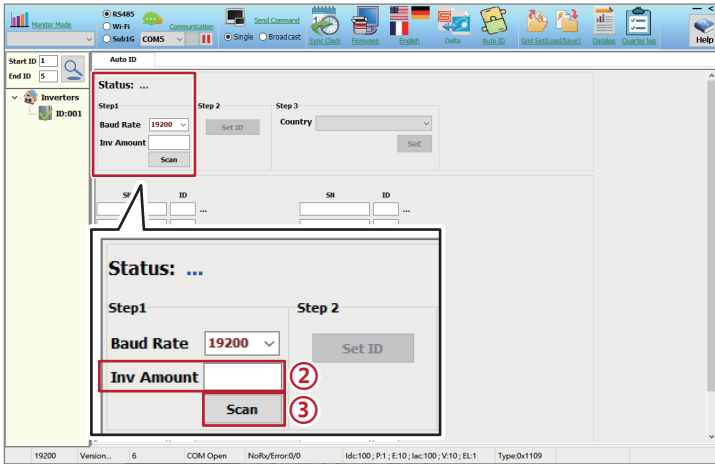 Monitor Mode
RS485
Wi-Fi
Sub1G
Communication
COM5
Send Command
Single
Broadcast
Sync Clock
Firmware
English
Delta
Auto ID
Grid Set(Load/Save)
Datalog
Quarter log
Help
Start ID 1
End ID 5
Inverters
ID:001
Auto ID
Status: ...
Step1
Step 2
Step 3
Baud Rate 19200
Set ID
Country
Inv Amount
Set
Scan
SN
ID
SN
ID
...
...
Status: ...
Step1
Step 2
Baud Rate 19200
Set ID
Inv Amount
②
Scan
③
19200
Version...
6
COM Open
NoRx/Error:0/0
Idc:100 ; P:1 ; E:10 ; Iac:100 ; V:10 ; EL:1
Type:0x1109